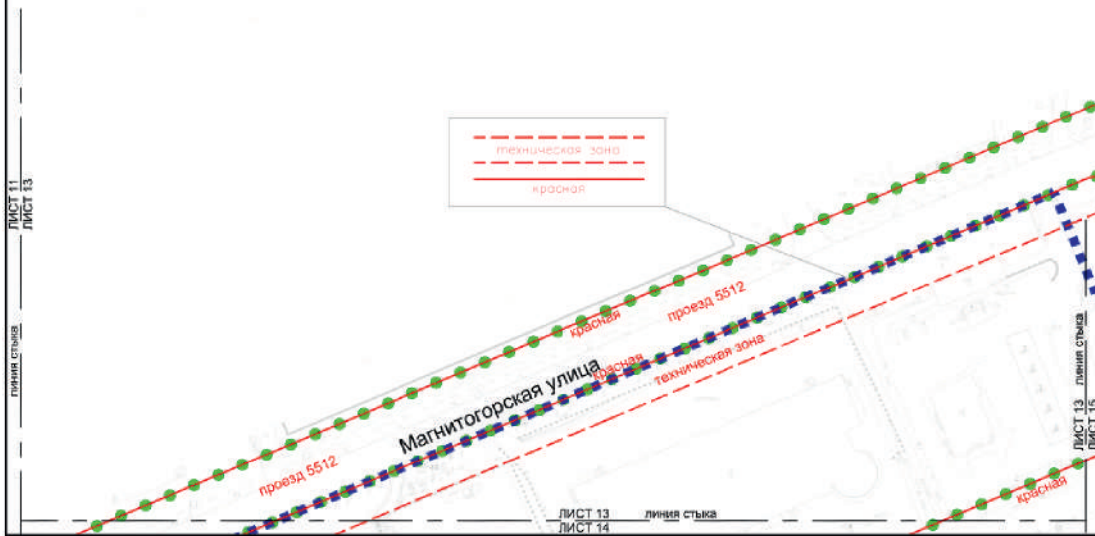 ЛИСТ 11
ЛИСТ 13
линия стыка
техническая зона
красная
проезд 5512
красная
Магнитогорская улица
красная
техническая зона
проезд 5512
красная
ЛИСТ 13 линия стыка
ЛИСТ 15
ЛИСТ 13 линия стыка
ЛИСТ 14